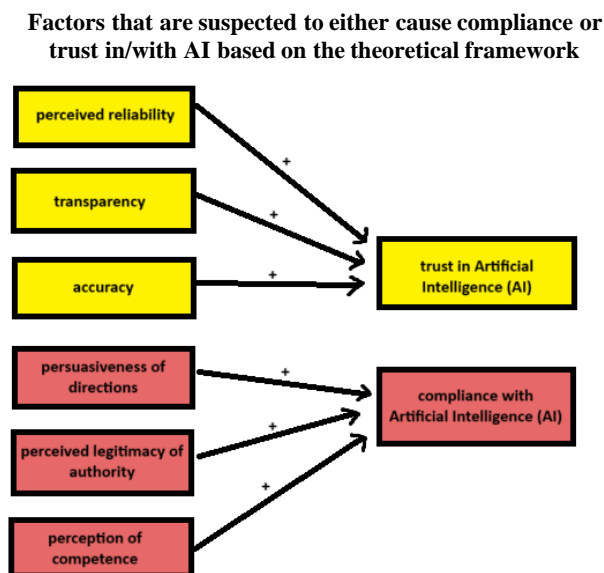 Factors that are suspected to either cause compliance or
trust in/with AI based on the theoretical framework
perceived reliability
+
transparency
+
accuracy
+
trust in Artificial
Intelligence (AI)
persuasiveness of
directions
+
perceived legitimacy of
authority
+
perception of
competence
+
compliance with
Artificial Intelligence (AI)